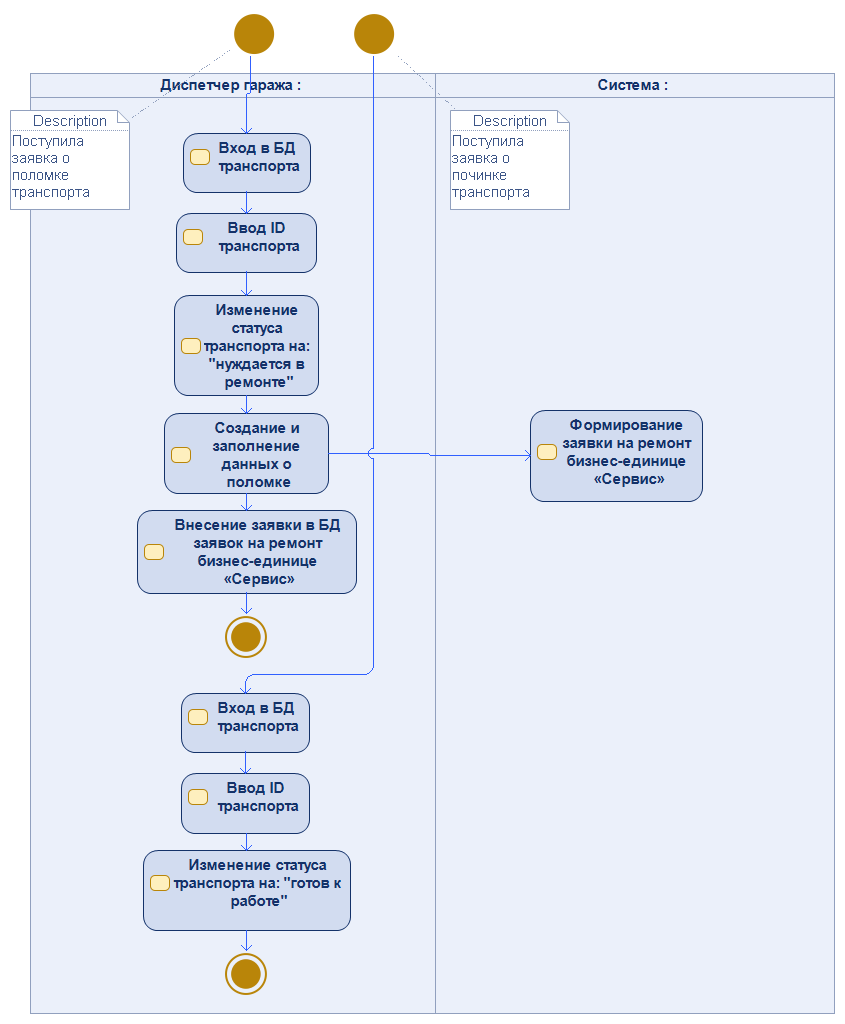 Диспетчер гаража :
Система :
Description
Поступила
заявка о
поломке
транспорта
Description
Поступила
заявка о
починке
транспорта
Вход в БД
транспорта
Ввод ID
транспорта
Изменение
статуса
транспорта на:
"нуждается в
ремонте"
Создание и
заполнение
данных о
поломке
Формирование
заявки на ремонт
бизнес-единице
«Сервис»
Внесение заявки в БД
заявок на ремонт
бизнес-единице
«Сервис»
Вход в БД
транспорта
Ввод ID
транспорта
Изменение статуса
транспорта на: "готов к
работе"